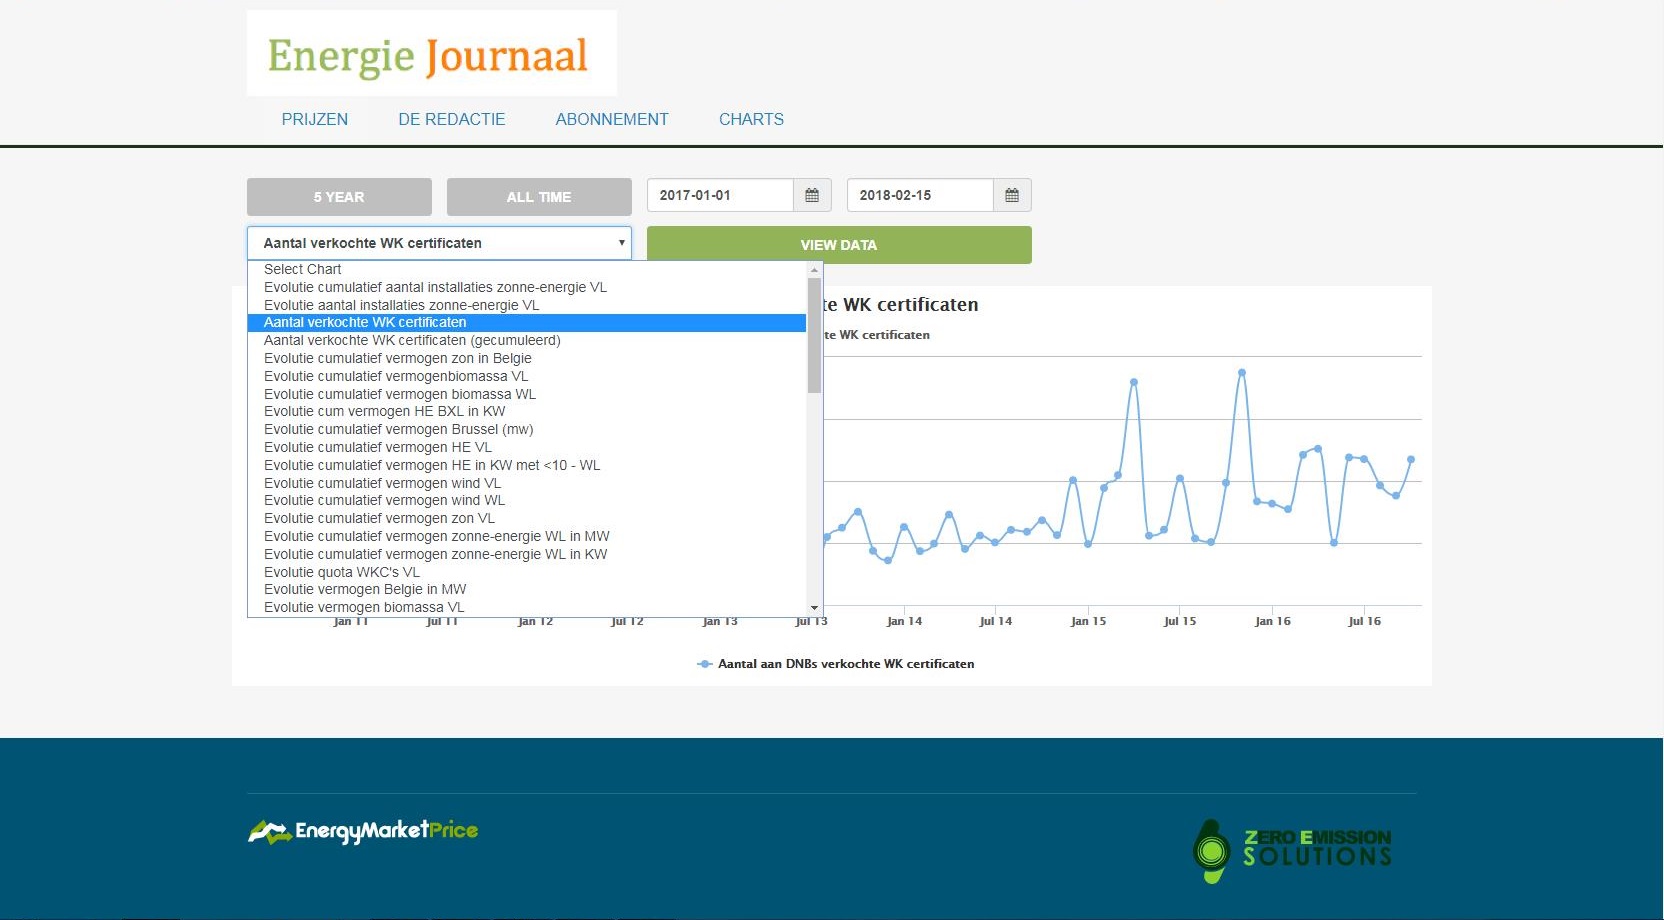 Energie Journaal
PRIJZEN DE REDACTIE ABONNEMENT CHARTS
5 YEAR ALL TIME 2017-01-01 2018-02-15
Aantal verkochte WK certificaten VIEW DATA
Select Chart
Evolutie cumulatief aantal installaties zonne-energie VL
Evolutie aantal installaties zonne-energie VL
te WK certificaten
Aantal verkochte WK certificaten
te WK certificaten
Aantal verkochte WK certificaten (gecumuleerd)
Evolutie cumulatief vermogen zon in Belgie
Evolutie cumulatief vermogenbiomassa VL
Evolutie cumulatief vermogen biomassa WL
Evolutie cum vermogen HE BXL in KW
Evolutie cumulatief vermogen Brussel (mw)
Evolutie cumulatief vermogen HE VL
Evolutie cumulatief vermogen HE in KW met <10 - WL
Evolutie cumulatief vermogen wind VL
Evolutie cumulatief vermogen wind WL
Evolutie cumulatief vermogen zon VL
Evolutie cumulatief vermogen zonne-energie WL in MW
Evolutie cumulatief vermogen zonne-energie WL in KW
Evolutie quota WKC's VL
Evolutie vermogen Belgie in MW
Evolutie vermogen biomassa VL
Jan 11 Jul 11 Jan 12 Jul 12 Jan 13 Jul 13 Jan 14 Jul 14 Jan 15 Jul 15 Jan 16 Jul 16
Aantal aan DNBs verkochte WK certificaten
EnergyMarketPrice
ZERO EMISSION
SOLUTIONS